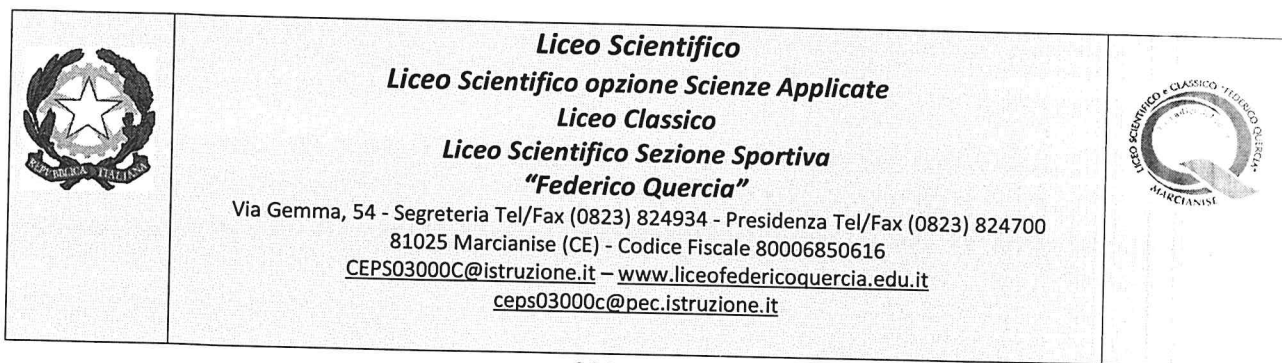 Liceo Scientifico
Liceo Scientifico opzione Scienze Applicate
Liceo Classico
Liceo Scientifico Sezione Sportiva
"Federico Quercia"
Via Gemma, 54 - Segreteria Tel/Fax (0823) 824934 - Presidenza Tel/Fax (0823) 824700
81025 Marcianise (CE) - Codice Fiscale 80006850616
CEPS03000C@istruzione.it – www.liceofedericoquercia.edu.it
ceps03000c@pec.istruzione.it
REPVBBLICA ITALIANA
LICEO SCIENTIFICO e CLASSICO "FEDERICO QUERCIA"
MARCIANISE